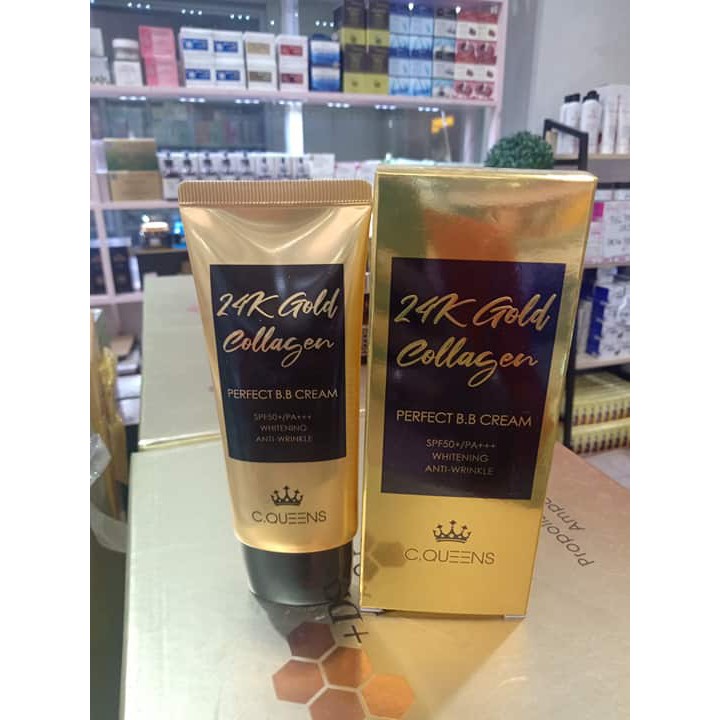 24K Gold
Collagen
PERFECT B.B CREAM
SPF50+/PA+++
WHITENING
ANTI-WRINKLE
C.QUEENS
24K Gold
Collagen
PERFECT B.B CREAM
SPF50+/PA+++
WHITENING
ANTI-WRINKLE
C.QUEENS